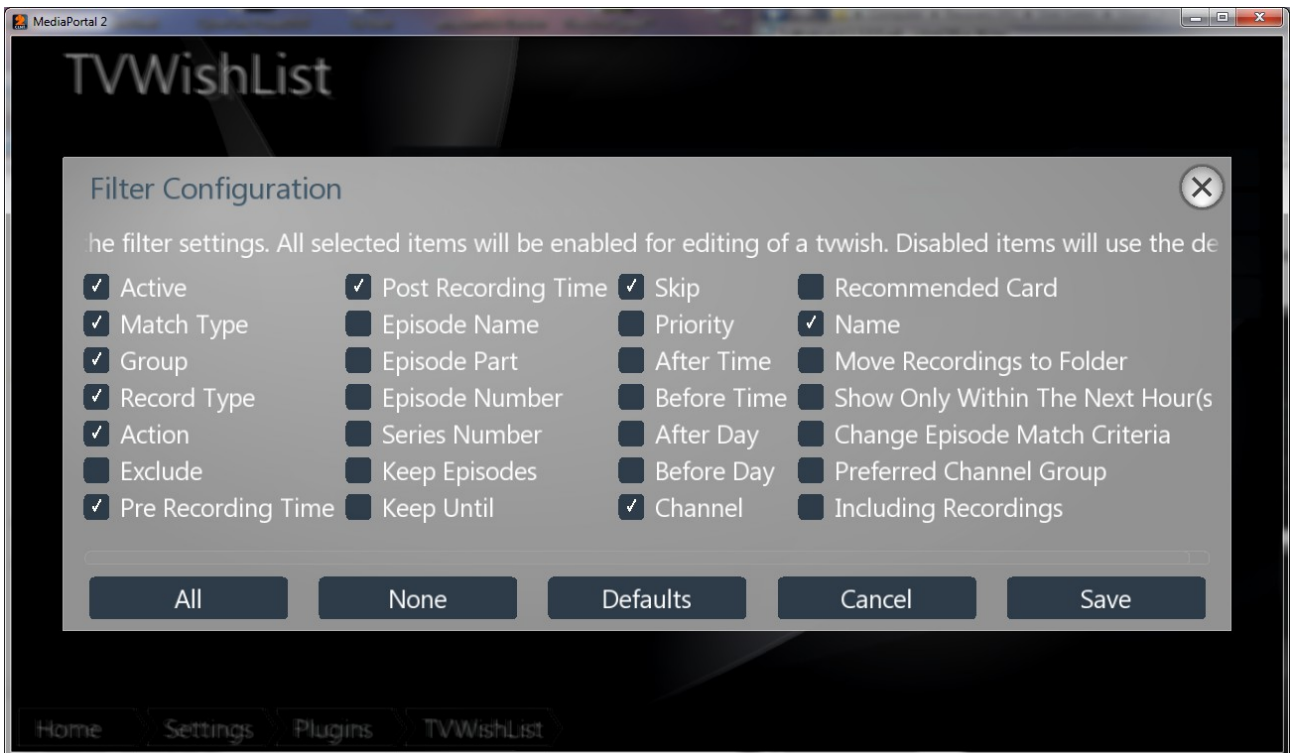 MediaPortal 2
TVWishList
Filter Configuration
he filter settings. All selected items will be enabled for editing of a tvwish. Disabled items will use the de
Active
Match Type
Group
Record Type
Action
Exclude
Pre Recording Time
Post Recording Time
Episode Name
Episode Part
Episode Number
Series Number
Keep Episodes
Keep Until
Skip
Priority
After Time
Before Time
After Day
Before Day
Channel
Recommended Card
Name
Move Recordings to Folder
Show Only Within The Next Hour(s
Change Episode Match Criteria
Preferred Channel Group
Including Recordings
All None Defaults Cancel Save
Home Settings Plugins TVWishList